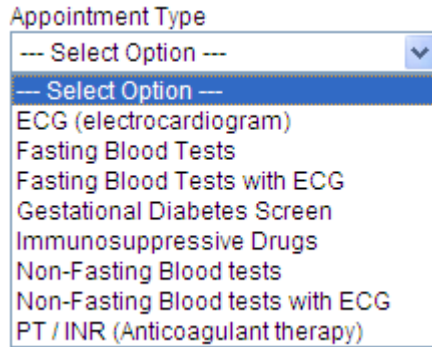 Appointment Type
--- Select Option ---
--- Select Option ---
ECG (electrocardiogram)
Fasting Blood Tests
Fasting Blood Tests with ECG
Gestational Diabetes Screen
Immunosuppressive Drugs
Non-Fasting Blood tests
Non-Fasting Blood tests with ECG
PT / INR (Anticoagulant therapy)